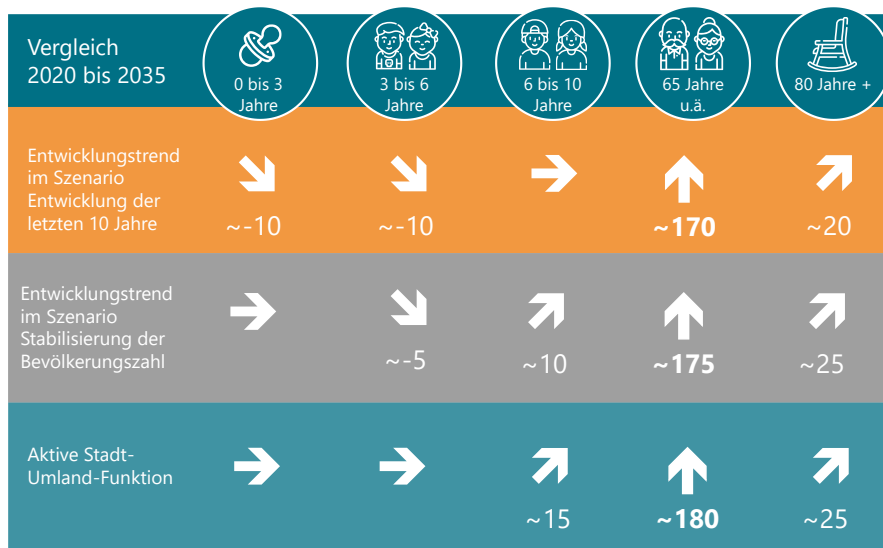 Vergleich
2020 bis 2035
0 bis 3
Jahre
3 bis 6
Jahre
6 bis 10
Jahre
65 Jahre
u.ä.
80 Jahre +
Entwicklungstrend
im Szenario
Entwicklung der
letzten 10 Jahre
~-10
~-10
~170
~20
Entwicklungstrend
im Szenario
Stabilisierung der
Bevölkerungszahl
~-5
~10
~175
~25
Aktive Stadt-
Umland-Funktion
~15
~180
~25